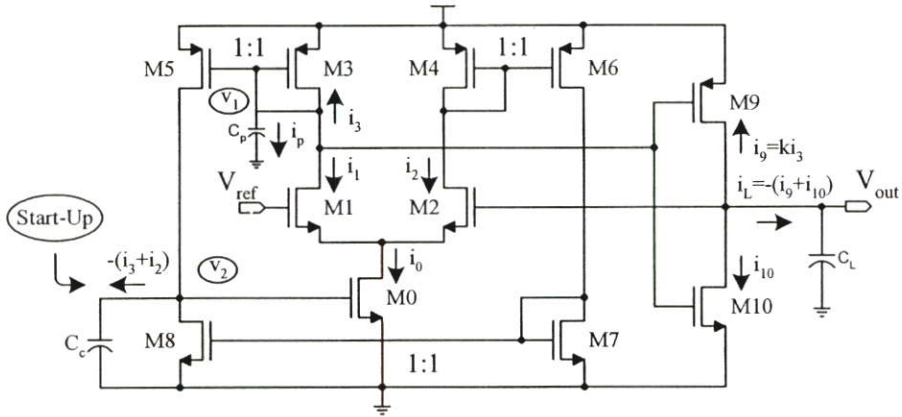 1:1
1:1
M5
M3
M4
M6
M9
v₁
Cₚ
iₚ
i₃
i₉=ki₃
i₁
i₂
iL=-(i₉+i₁₀)
Vout
Vref
M1
M2
Start-Up
-(i₃+i₂)
v₂
i₀
CL
M0
i₁₀
M10
Cc
M8
M7
1:1